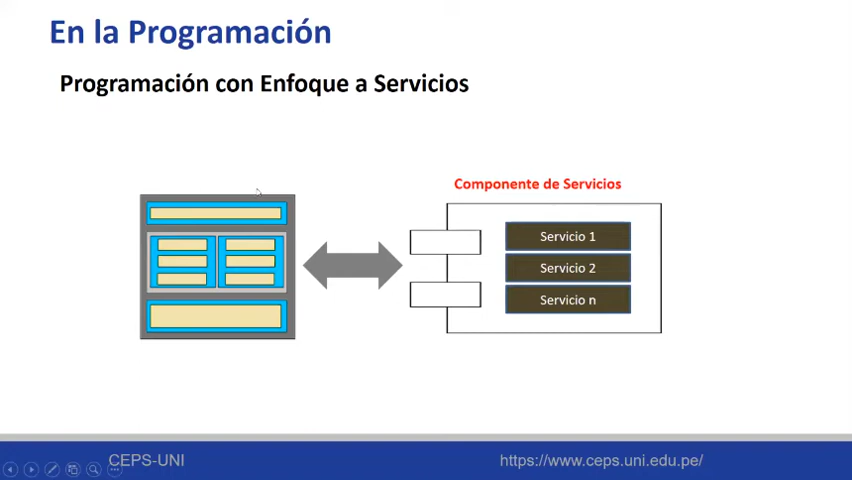 En la Programación
Programación con Enfoque a Servicios
Componente de Servicios
Servicio 1
Servicio 2
Servicio n
CEPS-UNI
https://www.ceps.uni.edu.pe/